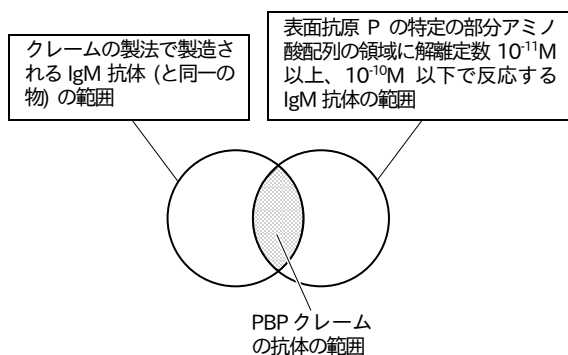 クレームの製法で製造さ
れる IgM 抗体 (と同一の
物) の範囲
表面抗原 P の特定の部分アミノ
酸配列の領域に解離定数 10⁻¹¹M
以上、10⁻¹⁰M 以下で反応する
IgM 抗体の範囲
PBP クレーム
の抗体の範囲